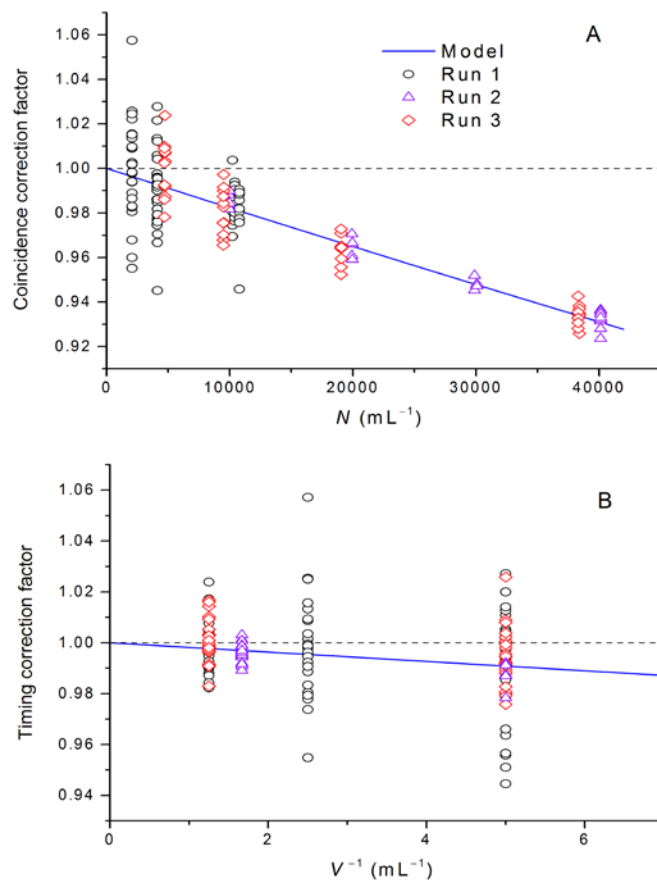 A
Model
Run 1
Run 2
Run 3
Coincidence correction factor
1.06
1.04
1.02
1.00
0.98
0.96
0.94
0.92
0 10000 20000 30000 40000
N (mL⁻¹)
B
Timing correction factor
1.06
1.04
1.02
1.00
0.98
0.96
0.94
0 2 4 6
V⁻¹ (mL⁻¹)